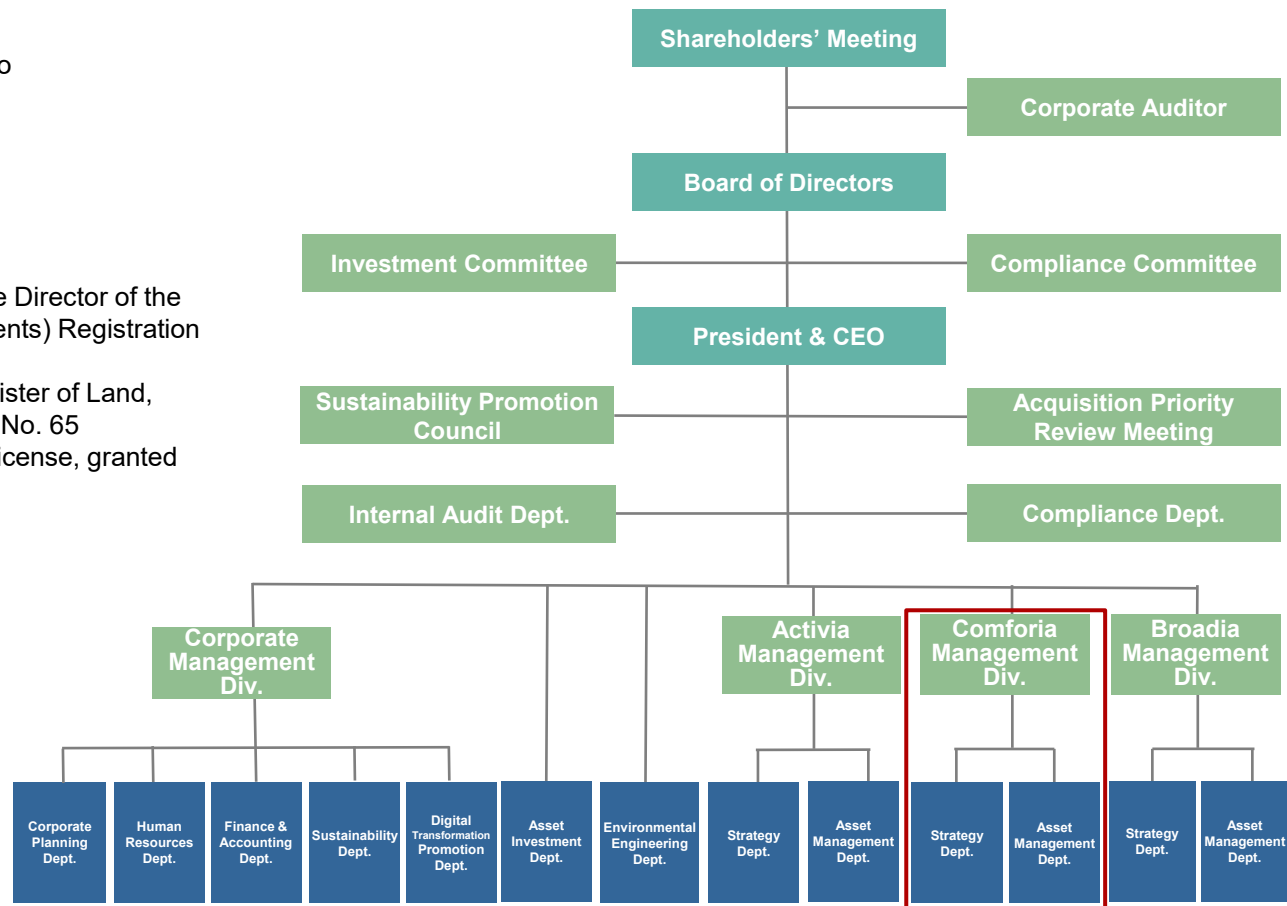 Shareholders’ Meeting
o
Corporate Auditor
Board of Directors
Investment Committee
Compliance Committee
e Director of the
ents) Registration
President & CEO
ister of Land,
No. 65
icense, granted
Sustainability Promotion
Council
Acquisition Priority
Review Meeting
Internal Audit Dept.
Compliance Dept.
Corporate
Management
Div.
Activia
Management
Div.
Comforia
Management
Div.
Broadia
Management
Div.
Corporate
Planning
Dept.
Human
Resources
Dept.
Finance &
Accounting
Dept.
Sustainability
Dept.
Digital
Transformation
Promotion
Dept.
Asset
Investment
Dept.
Environmental
Engineering
Dept.
Strategy
Dept.
Asset
Management
Dept.
Strategy
Dept.
Asset
Management
Dept.
Strategy
Dept.
Asset
Management
Dept.